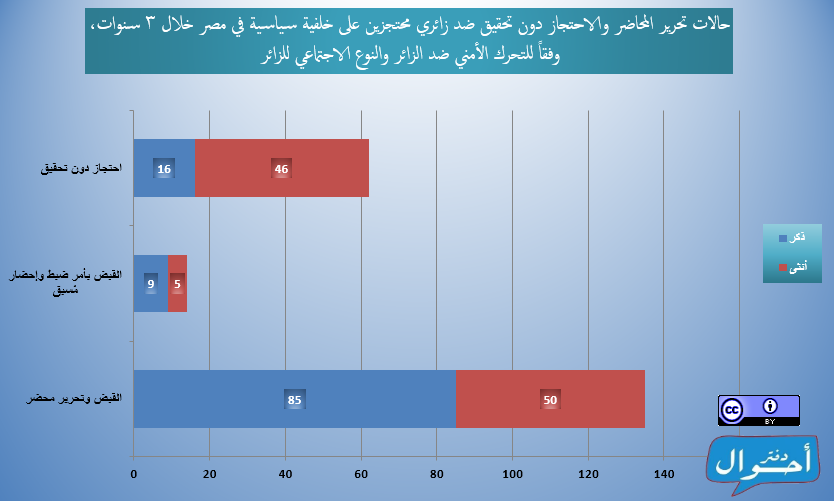 حالات تحرير المحاضر والاحتجاز دون تحقيق ضد زائري محتجزين على خلفية سياسية في مصر خلال ٣ سنوات،
وفقاً للتحرك الأمني ضد الزائر والنوع الاجتماعي للزائر
احتجاز دون تحقيق
16
46
القبض بأمر ضبط وإحضار
مُسبق
9
5
القبض وتحرير محضر
85
50
0 20 40 60 80 100 120 140
ذكر
أنثى
cc
BY
دفتر
أحوال